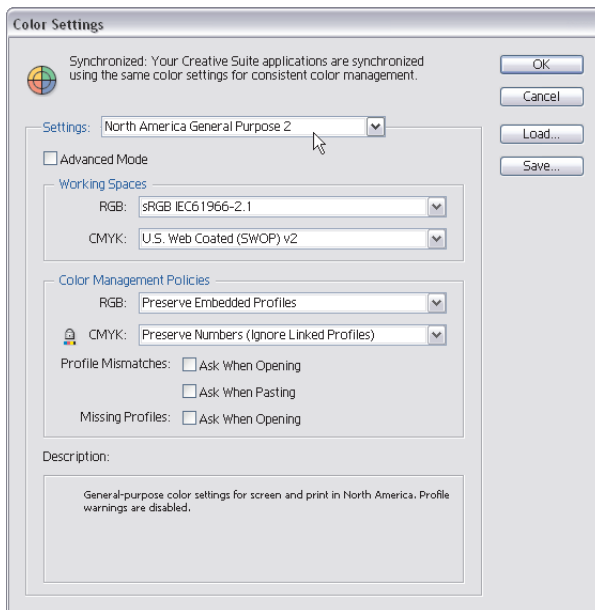 Color Settings
Synchronized: Your Creative Suite applications are synchronized
using the same color settings for consistent color management.
OK
Cancel
Load...
Save...
Settings: North America General Purpose 2
Advanced Mode
Working Spaces
RGB: sRGB IEC61966-2.1
CMYK: U.S. Web Coated (SWOP) v2
Color Management Policies
RGB: Preserve Embedded Profiles
CMYK: Preserve Numbers (Ignore Linked Profiles)
Profile Mismatches: Ask When Opening
Ask When Pasting
Missing Profiles: Ask When Opening
Description:
General-purpose color settings for screen and print in North America. Profile
warnings are disabled.